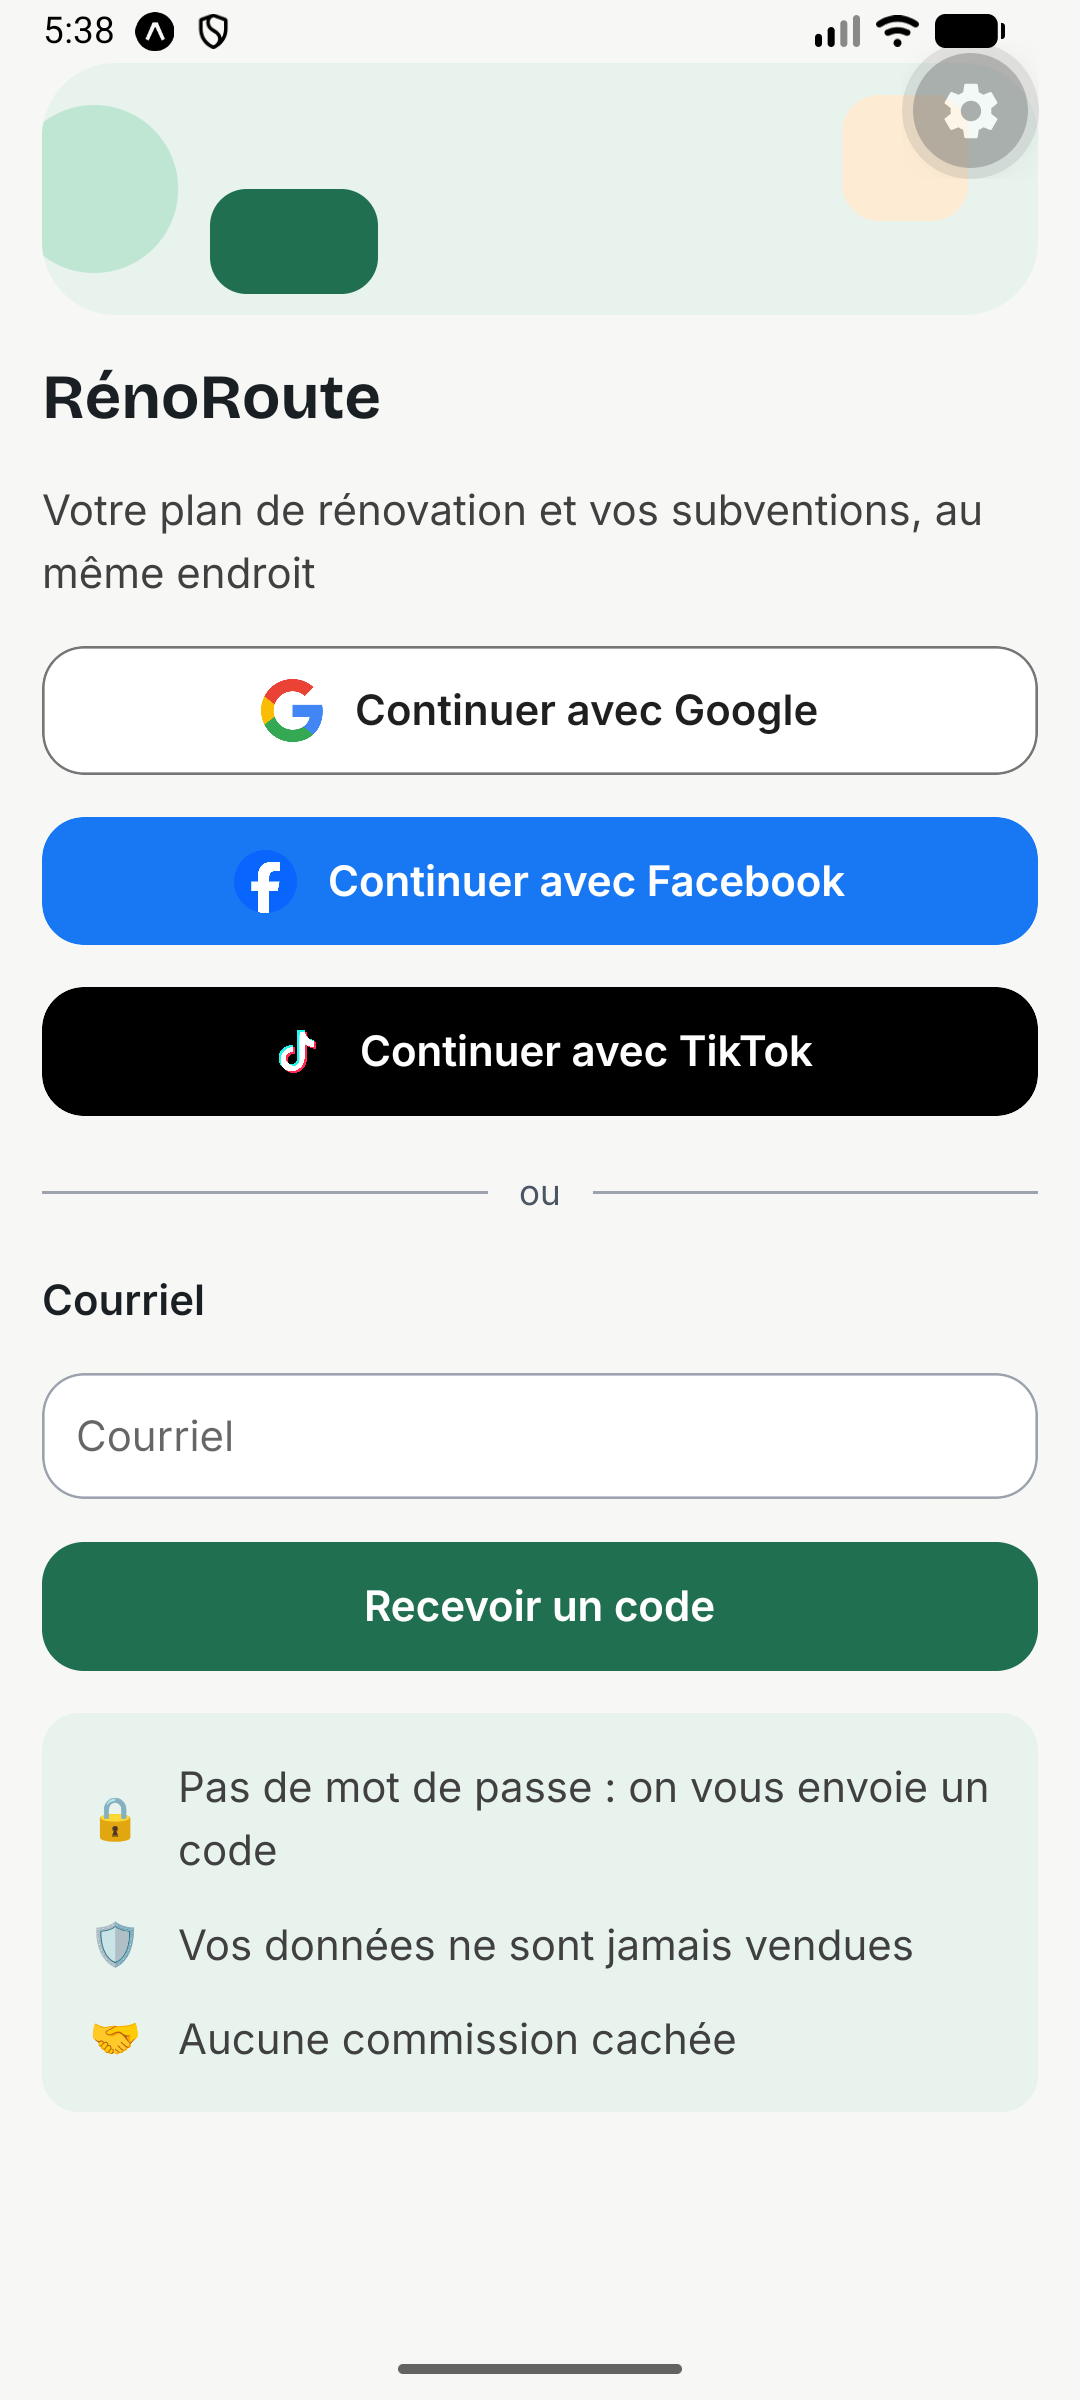 5:38
RénoRoute
Votre plan de rénovation et vos subventions, au
même endroit
Continuer avec Google
Continuer avec Facebook
Continuer avec TikTok
ou
Courriel
Courriel
Recevoir un code
Pas de mot de passe : on vous envoie un
code
Vos données ne sont jamais vendues
Aucune commission cachée